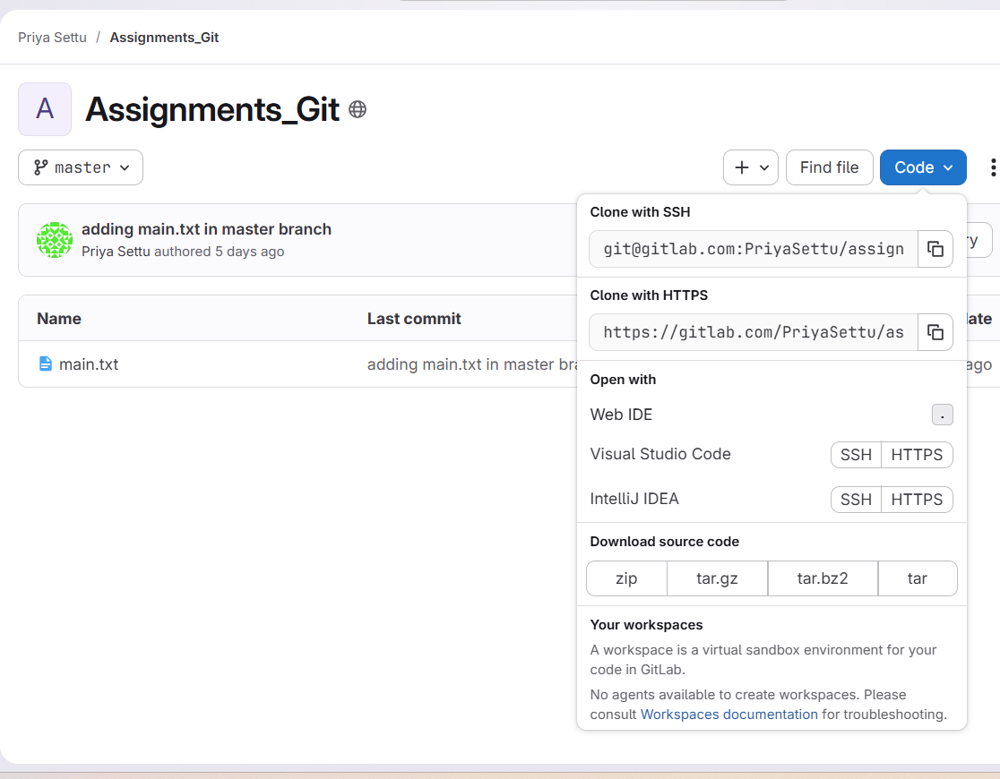 Priya Settu / Assignments_Git
A
Assignments_Git
master
Find file
Code
adding main.txt in master branch
Priya Settu authored 5 days ago
Name
Last commit
main.txt
adding main.txt in master
ago
Clone with SSH
git@gitlab.com:PriyaSettu/assign
Clone with HTTPS
https://gitlab.com/PriyaSettu/as
Open with
Web IDE .
Visual Studio Code SSH HTTPS
IntelliJ IDEA SSH HTTPS
Download source code
zip tar.gz tar.bz2 tar
Your workspaces
A workspace is a virtual sandbox environment for your
code in GitLab.
No agents available to create workspaces. Please
consult Workspaces documentation for troubleshooting.